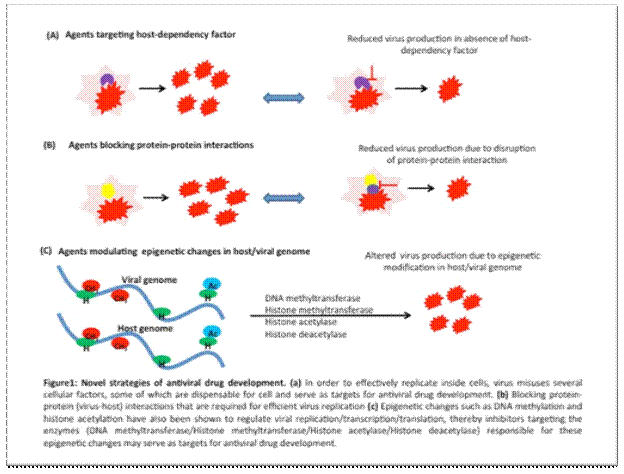 (A) Agents targeting host-dependency factor
Reduced virus production in absence of host-
dependency factor
(B) Agents blocking protein-protein interactions
Reduced virus production due to disruption
of protein-protein interaction
(C) Agents modulating epigenetic changes in host/viral genome
Altered virus production due to epigenetic
modification in host/viral genome
Viral genome
Ac
CH3
CH3
H
H
H
DNA methyltransferase
Histone methyltransferase
Histone acetylase
Histone deacetylase
Host genome
Ac
CH3
CH3
H
H
H
Figure1: Novel strategies of antiviral drug development. (a) In order to effectively replicate inside cells, virus misuses several
cellular factors, some of which are dispensable for cell and serve as targets for antiviral drug development. (b) Blocking protein-
protein (virus-host) interactions that are required for efficient virus replication (c) Epigenetic changes such as DNA methylation and
histone acetylation have also been shown to regulate viral replication/transcription/translation, thereby inhibitors targeting the
enzymes (DNA methyltransferase/Histone methyltransferase/Histone acetylase/Histone deacetylase) responsible for these
epigenetic changes may serve as targets for antiviral drug development.